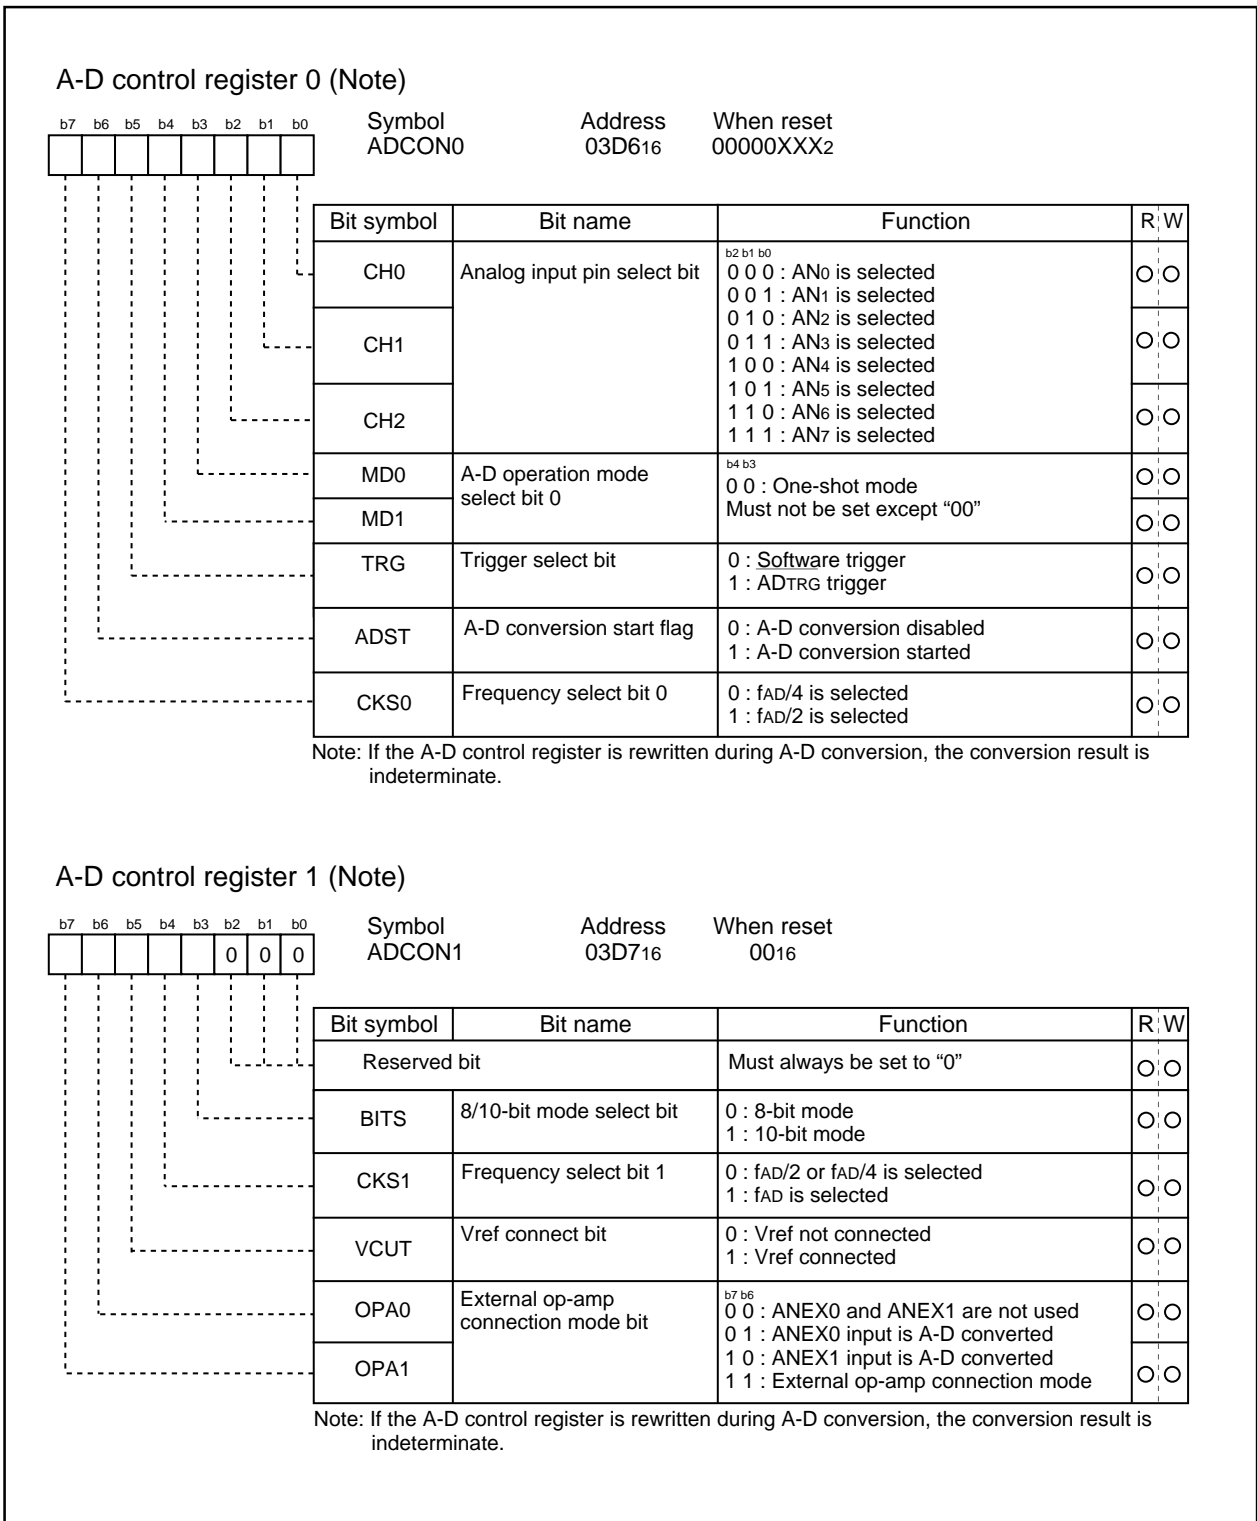 A-D control register 0 (Note)
Symbol Address When reset
b7 b6 b5 b4 b3 b2 b1 b0
ADCON0 03D616 00000XXX2
Bit symbol Bit name Function R W
CH0 Analog input pin select bit
b2 b1 b0
0 0 0 : AN0 is selected
0 0 1 : AN1 is selected
0 1 0 : AN2 is selected
CH1
0 1 1 : AN3 is selected
1 0 0 : AN4 is selected
1 0 1 : AN5 is selected
CH2
1 1 0 : AN6 is selected
1 1 1 : AN7 is selected
MD0 A-D operation mode
select bit 0
b4 b3
0 0 : One-shot mode
Must not be set except “00”
MD1
TRG Trigger select bit 0 : Software trigger
1 : ADTRG trigger
ADST A-D conversion start flag 0 : A-D conversion disabled
1 : A-D conversion started
CKS0 Frequency select bit 0 0 : fAD/4 is selected
1 : fAD/2 is selected
Note: If the A-D control register is rewritten during A-D conversion, the conversion result is
indeterminate.
A-D control register 1 (Note)
Symbol Address When reset
b7 b6 b5 b4 b3 b2 b1 b0
0 0 0
ADCON1 03D716 0016
Bit symbol Bit name Function R W
Reserved bit Must always be set to “0”
BITS 8/10-bit mode select bit 0 : 8-bit mode
1 : 10-bit mode
CKS1 Frequency select bit 1 0 : fAD/2 or fAD/4 is selected
1 : fAD is selected
VCUT Vref connect bit 0 : Vref not connected
1 : Vref connected
OPA0 External op-amp
connection mode bit
b7 b6
0 0 : ANEX0 and ANEX1 are not used
0 1 : ANEX0 input is A-D converted
OPA1
1 0 : ANEX1 input is A-D converted
1 1 : External op-amp connection mode
Note: If the A-D control register is rewritten during A-D conversion, the conversion result is
indeterminate.